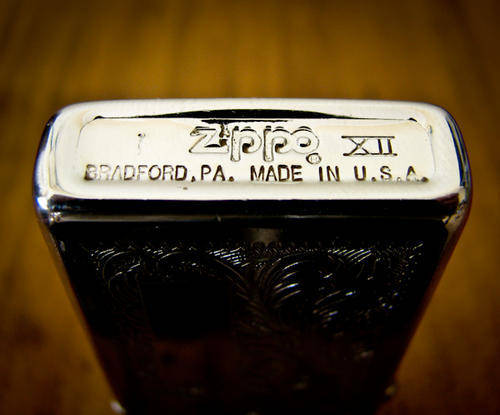 zippo XII
BRADFORD, PA. MADE IN U.S.A.